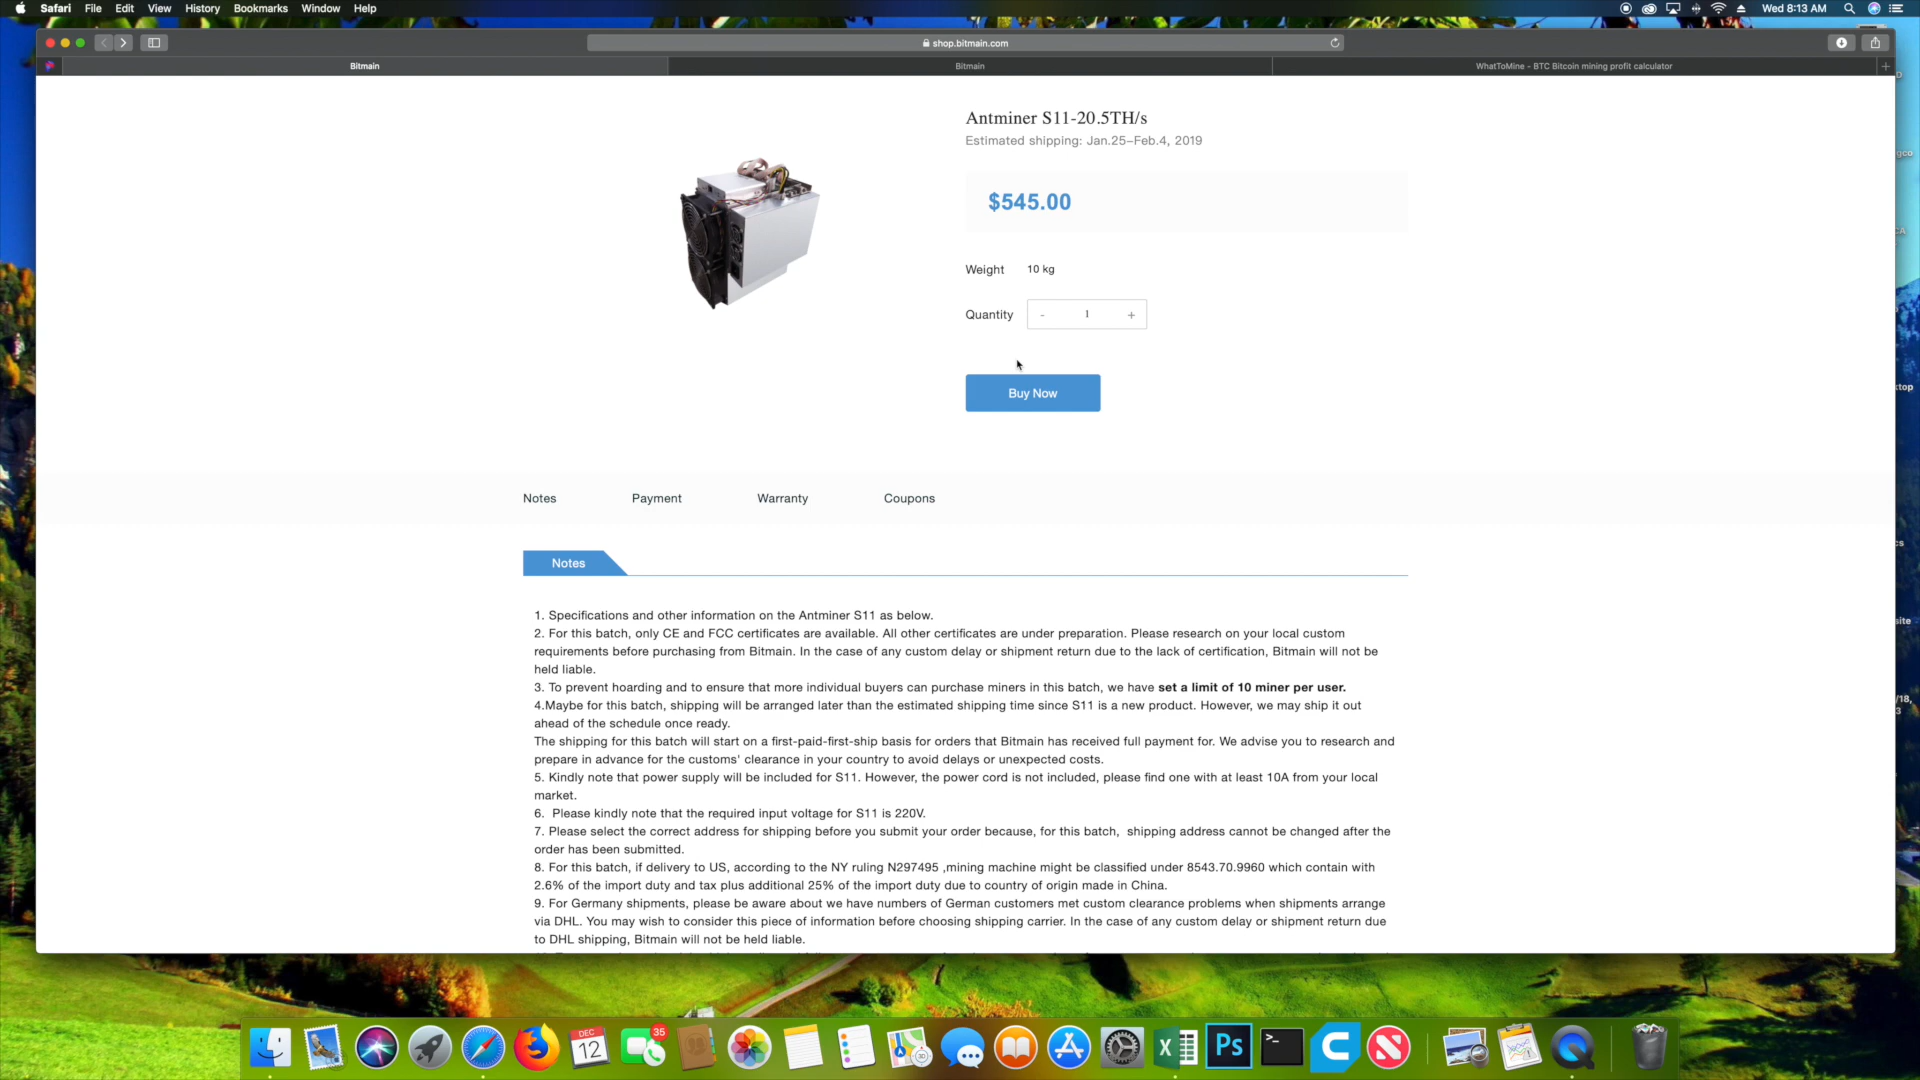 Safari File Edit View History Bookmarks Window Help
Wed 8:13 AM
shop.bitmain.com
Bitmain
Bitmain
WhatToMine - BTC Bitcoin mining profit calculator
Antminer S11-20.5TH/s
Estimated shipping: Jan.25–Feb.4, 2019
$545.00
Weight 10 kg
Quantity - 1 +
Buy Now
Notes Payment Warranty Coupons
Notes
1. Specifications and other information on the Antminer S11 as below.
2. For this batch, only CE and FCC certificates are available. All other certificates are under preparation. Please research on your local custom
requirements before purchasing from Bitmain. In the case of any custom delay or shipment return due to the lack of certification, Bitmain will not be
held liable.
3. To prevent hoarding and to ensure that more individual buyers can purchase miners in this batch, we have set a limit of 10 miner per user.
4.Maybe for this batch, shipping will be arranged later than the estimated shipping time since S11 is a new product. However, we may ship it out
ahead of the schedule once ready.
The shipping for this batch will start on a first-paid-first-ship basis for orders that Bitmain has received full payment for. We advise you to research and
prepare in advance for the customs' clearance in your country to avoid delays or unexpected costs.
5. Kindly note that power supply will be included for S11. However, the power cord is not included, please find one with at least 10A from your local
market.
6. Please kindly note that the required input voltage for S11 is 220V.
7. Please select the correct address for shipping before you submit your order because, for this batch, shipping address cannot be changed after the
order has been submitted.
8. For this batch, if delivery to US, according to the NY ruling N297495 ,mining machine might be classified under 8543.70.9960 which contain with
2.6% of the import duty and tax plus additional 25% of the import duty due to country of origin made in China.
9. For Germany shipments, please be aware about we have numbers of German customers met custom clearance problems when shipments arrange
via DHL. You may wish to consider this piece of information before choosing shipping carrier. In the case of any custom delay or shipment return due
to DHL shipping, Bitmain will not be held liable.
DEC
12
35
3D
X
Ps
>_
C
N